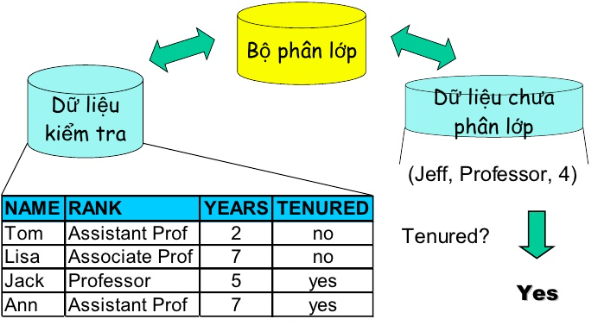 Bộ phân lớp
Dữ liệu
kiểm tra
Dữ liệu chưa
phân lớp
(Jeff, Professor, 4)
NAME RANK YEARS TENURED
Tom Assistant Prof 2 no
Lisa Associate Prof 7 no
Jack Professor 5 yes
Ann Assistant Prof 7 yes
Tenured?
Yes